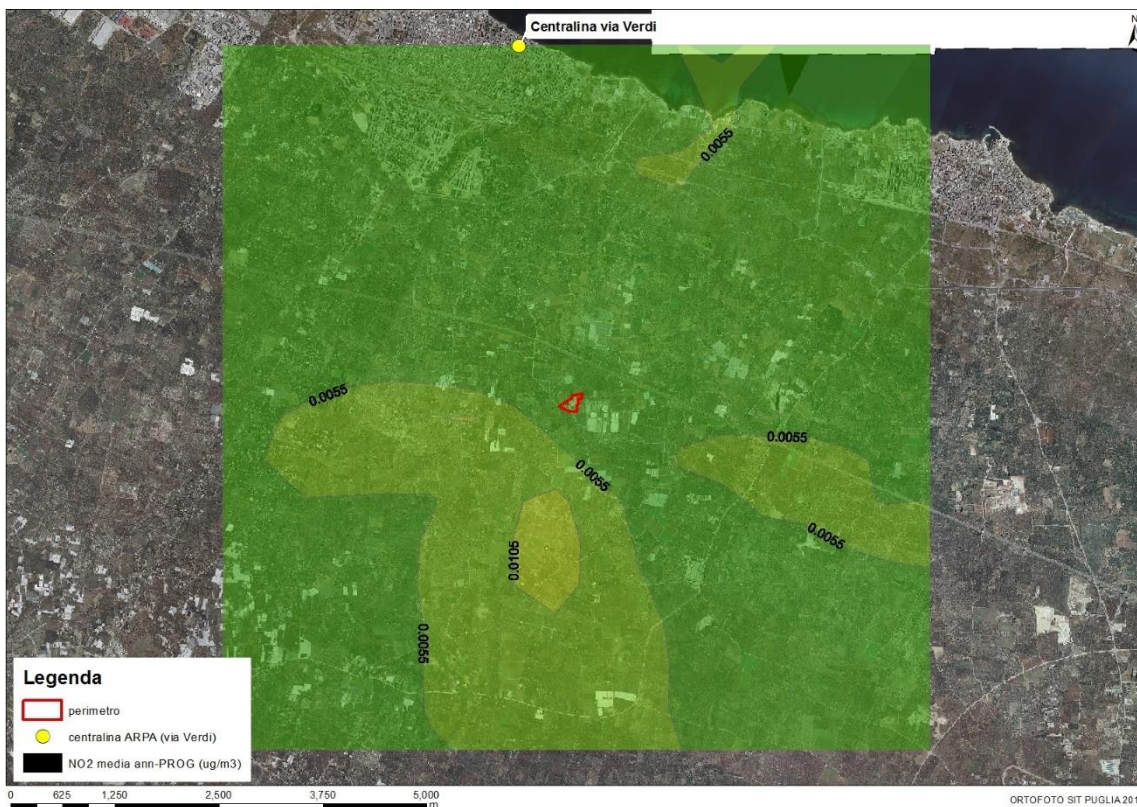 Centralina via Verdi
N
0.0055
0.0055
0.0055
0.0055
0.0055
0.0105
0.0055
Legenda
perimetro
centralina ARPA (via Verdi)
NO2 media ann-PROG (ug/m3)
0 625 1,250 2,500 3,750 5,000
m
ORTOFOTO SIT PUGLIA 201